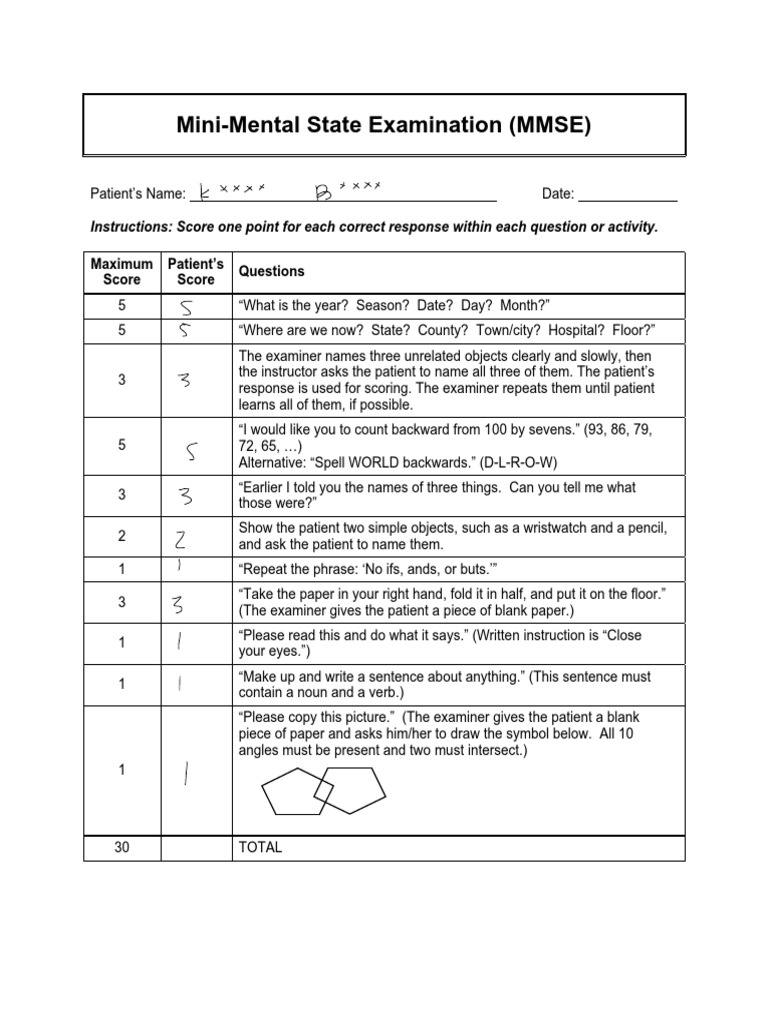 Mini-Mental State Examination (MMSE)
Patient’s Name: K x x x x B x x x x Date:
Instructions: Score one point for each correct response within each question or activity.
Maximum Score Patient’s Score Questions
5 5 “What is the year? Season? Date? Day? Month?”
5 5 “Where are we now? State? County? Town/city? Hospital? Floor?”
3 3 The examiner names three unrelated objects clearly and slowly, then
the instructor asks the patient to name all three of them. The patient’s
response is used for scoring. The examiner repeats them until patient
learns all of them, if possible.
5 5 “I would like you to count backward from 100 by sevens.” (93, 86, 79,
72, 65, …)
Alternative: “Spell WORLD backwards.” (D-L-R-O-W)
3 3 “Earlier I told you the names of three things. Can you tell me what
those were?”
2 2 Show the patient two simple objects, such as a wristwatch and a pencil,
and ask the patient to name them.
1 1 “Repeat the phrase: ‘No ifs, ands, or buts.’”
3 3 “Take the paper in your right hand, fold it in half, and put it on the floor.”
(The examiner gives the patient a piece of blank paper.)
1 1 “Please read this and do what it says.” (Written instruction is “Close
your eyes.”)
1 1 “Make up and write a sentence about anything.” (This sentence must
contain a noun and a verb.)
1 1 “Please copy this picture.” (The examiner gives the patient a blank
piece of paper and asks him/her to draw the symbol below. All 10
angles must be present and two must intersect.)
30 TOTAL